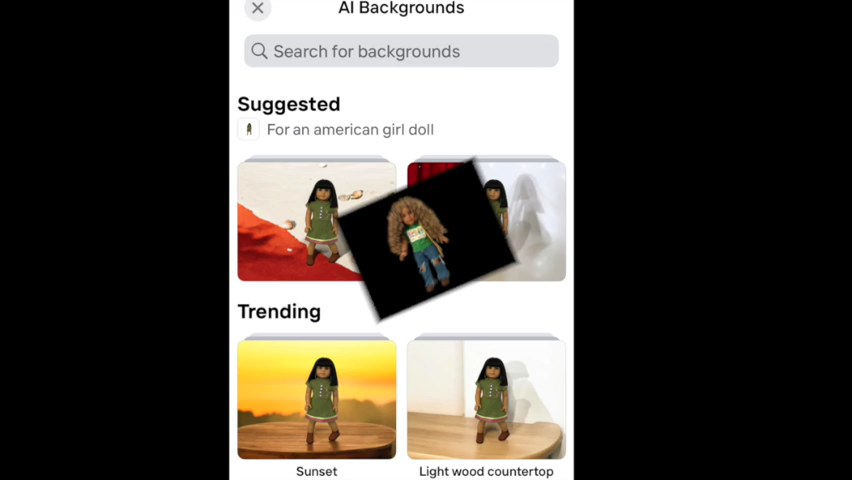 AI Backgrounds
Search for backgrounds
Suggested
For an american girl doll
Trending
Sunset
Light wood countertop